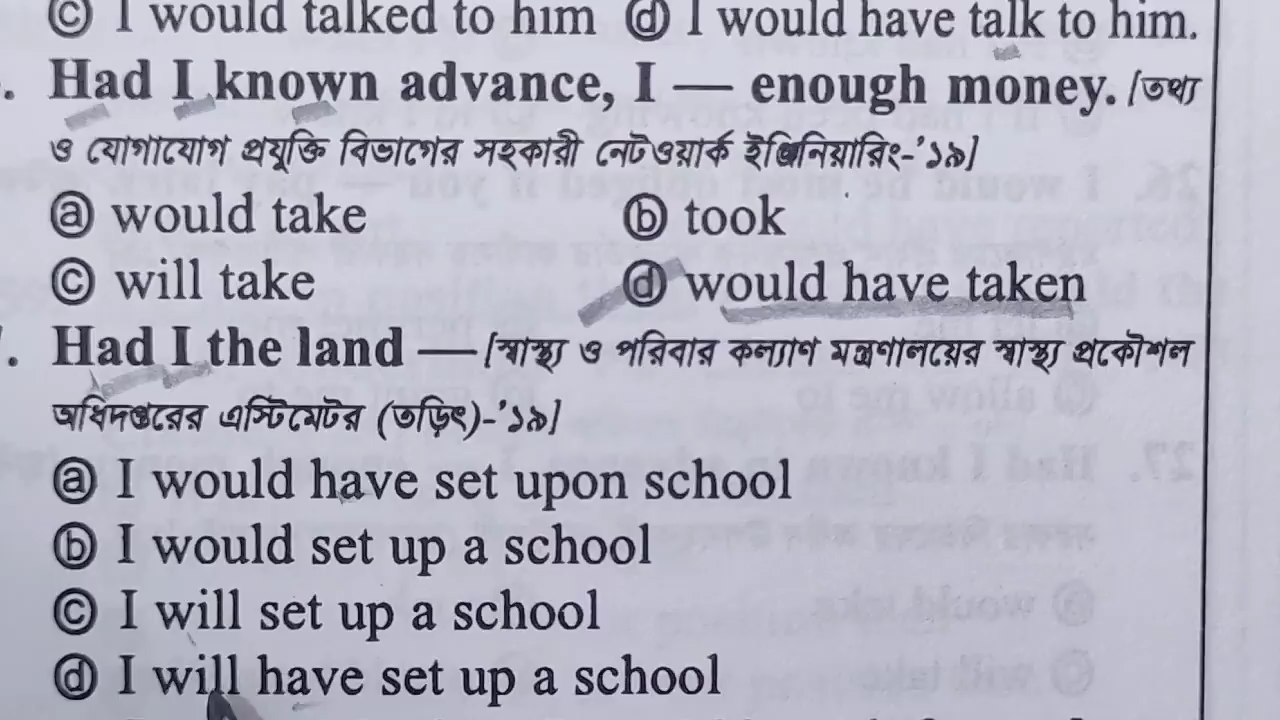 ⓒ I would talked to him ⓓ I would have talk to him.
. Had I known advance, I — enough money. [তথ্য
ও যোগাযোগ প্রযুক্তি বিভাগের সহকারী নেটওয়ার্ক ইঞ্জিনিয়ারিং-'১৯]
ⓐ would take ⓑ took
ⓒ will take ⓓ would have taken
. Had I the land — [স্বাস্থ্য ও পরিবার কল্যাণ মন্ত্রণালয়ের স্বাস্থ্য প্রকৌশল
অধিদপ্তরের এস্টিমেটর (তড়িৎ)-'১৯]
ⓐ I would have set upon school
ⓑ I would set up a school
ⓒ I will set up a school
ⓓ I will have set up a school